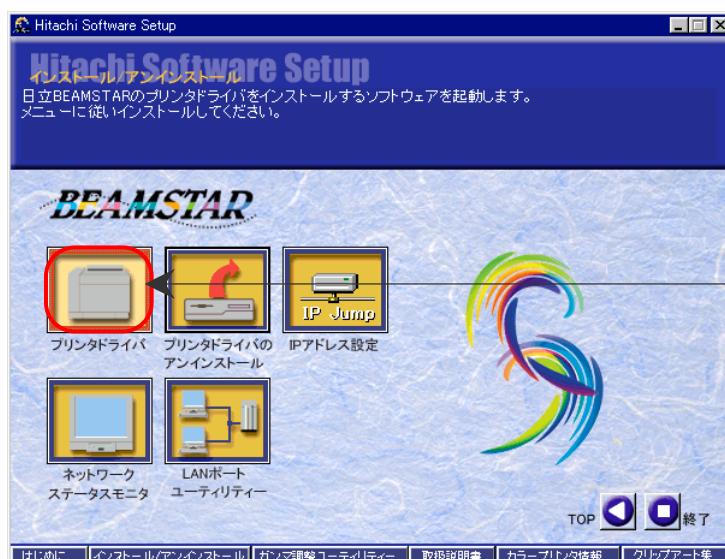 Hitachi Software Setup
Hitachi Software Setup
インストール/アンインストール
日立BEAMSTARのプリンタドライバをインストールするソフトウェアを起動します。
メニューに従いインストールしてください。
BEAMSTAR
IP Jump
プリンタドライバ
プリンタドライバの
アンインストール
IPアドレス設定
ネットワーク
ステータスモニタ
LANポート
ユーティリティー
TOP
終了
はじめに
インストール/アンインストール
ガンマ調整ユーティリティー
取扱説明書
カラープリンタ情報
クリップアート集